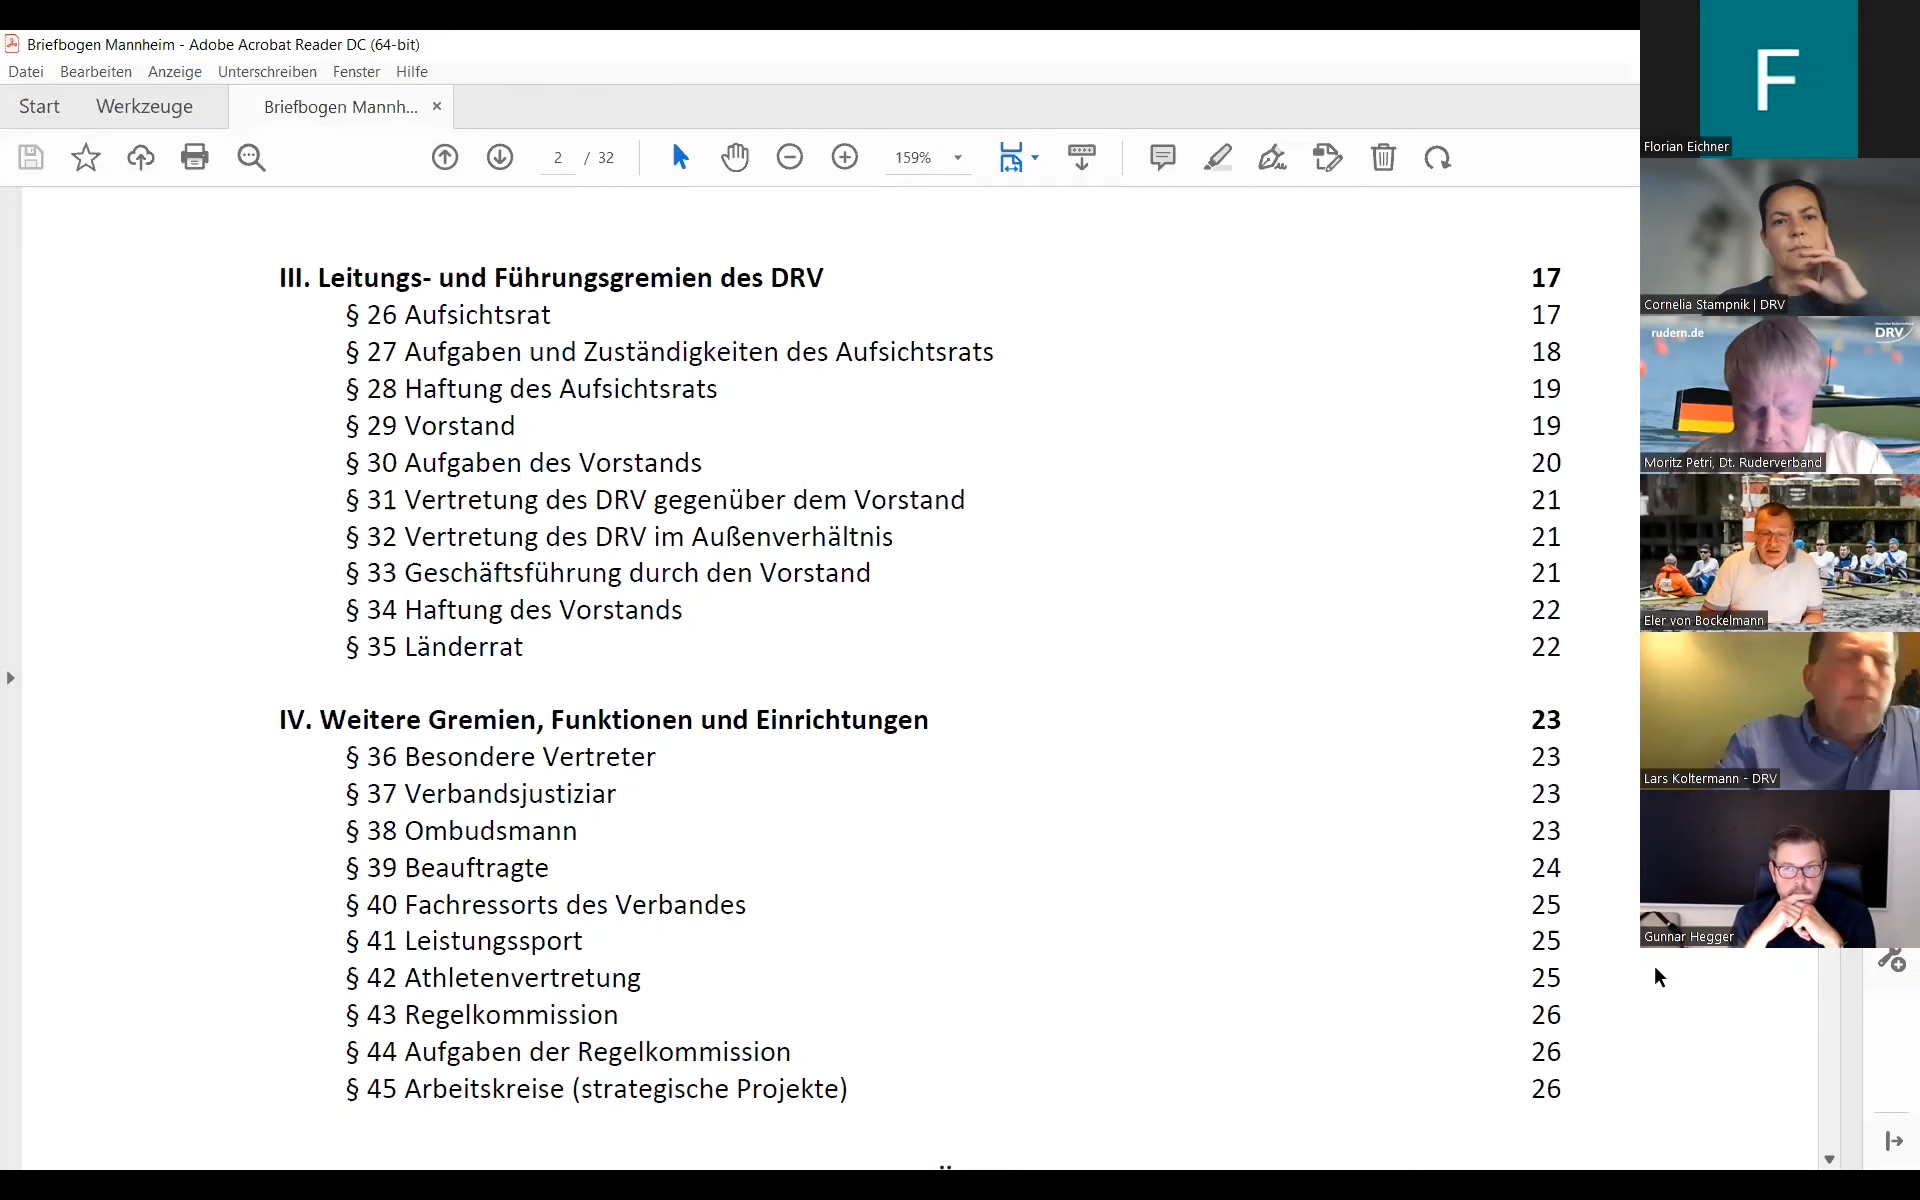 Briefbogen Mannheim - Adobe Acrobat Reader DC (64-bit)
Datei Bearbeiten Anzeige Unterschreiben Fenster Hilfe
Start Werkzeuge Briefbogen Mannh... ×
2 / 32 159%
III. Leitungs- und Führungsgremien des DRV 17
§ 26 Aufsichtsrat 17
§ 27 Aufgaben und Zuständigkeiten des Aufsichtsrats 18
§ 28 Haftung des Aufsichtsrats 19
§ 29 Vorstand 19
§ 30 Aufgaben des Vorstands 20
§ 31 Vertretung des DRV gegenüber dem Vorstand 21
§ 32 Vertretung des DRV im Außenverhältnis 21
§ 33 Geschäftsführung durch den Vorstand 21
§ 34 Haftung des Vorstands 22
§ 35 Länderrat 22
IV. Weitere Gremien, Funktionen und Einrichtungen 23
§ 36 Besondere Vertreter 23
§ 37 Verbandsjustiziar 23
§ 38 Ombudsmann 23
§ 39 Beauftragte 24
§ 40 Fachressorts des Verbandes 25
§ 41 Leistungssport 25
§ 42 Athletenvertretung 25
§ 43 Regelkommission 26
§ 44 Aufgaben der Regelkommission 26
§ 45 Arbeitskreise (strategische Projekte) 26
F
Florian Eichner
Cornelia Stampnik | DRV
rudern.de
DRV
Moritz Petri, Dt. Ruderverband
Eler von Bockelmann
Lars Koltermann - DRV
Gunnar Hegger